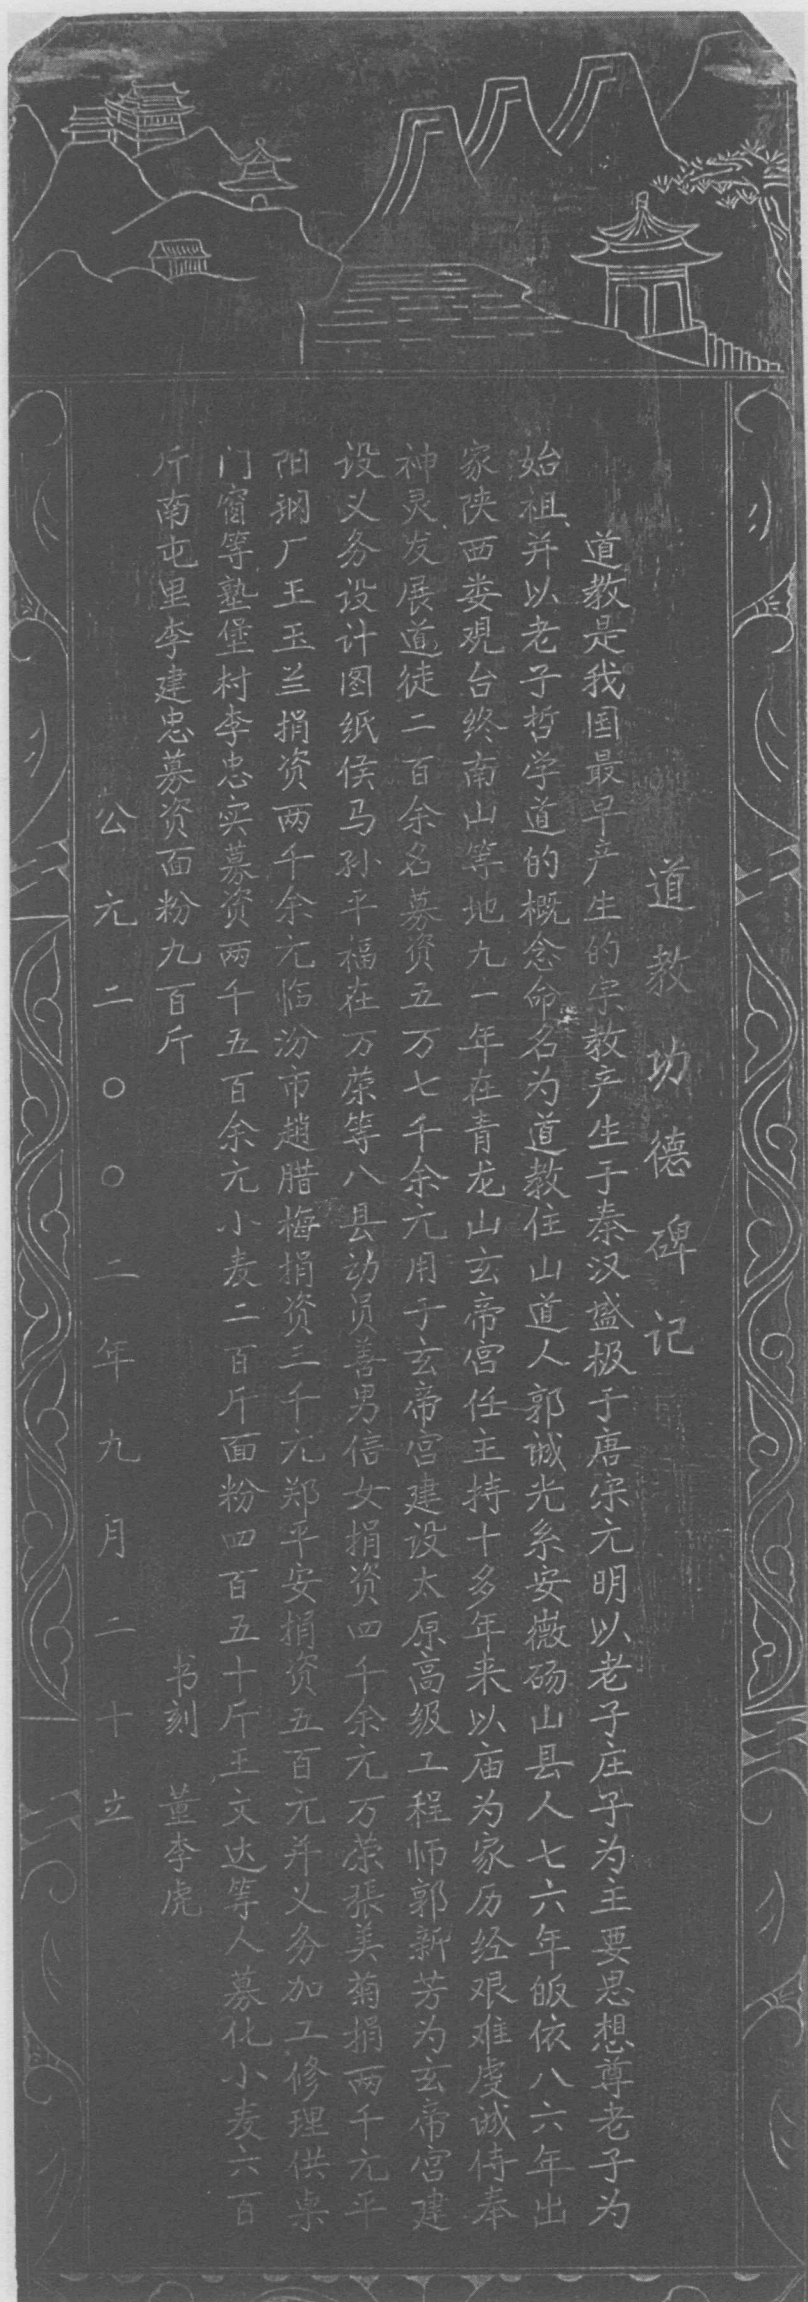 道教功德碑记
道教是我国最早产生的宗教产生于秦汉盛极于唐宋元明以老子庄子为主要思想尊老子为
始祖并以老子哲学道的概念命名为道教住山道人郭诚光系安徽砀山县人七六年皈依八六年出
家陕西娄观台终南山等地九一年在青龙山玄帝宫任主持十多年来以庙为家历经艰难虔诚侍奉
神灵发展道徒二百余名募资五万七千余元用于玄帝宫建设太原高级工程师郭新芳为玄帝宫建
设义务设计图纸侯马孙平福在万荣等八县动员善男信女捐资四千余元万荣張美菊捐两千元平
阳钢厂王玉兰捐资两千余元临汾市趙腊梅捐资三千元郑平安捐资五百元并义务加工修理供桌
门窗等塾堡村李忠实募资两千五百余元小麦二百斤面粉四百五十斤王文达等人募化小麦六百
斤南屯里李建忠募资面粉九百斤
书刻 董李虎
公元二〇〇二年九月二十立